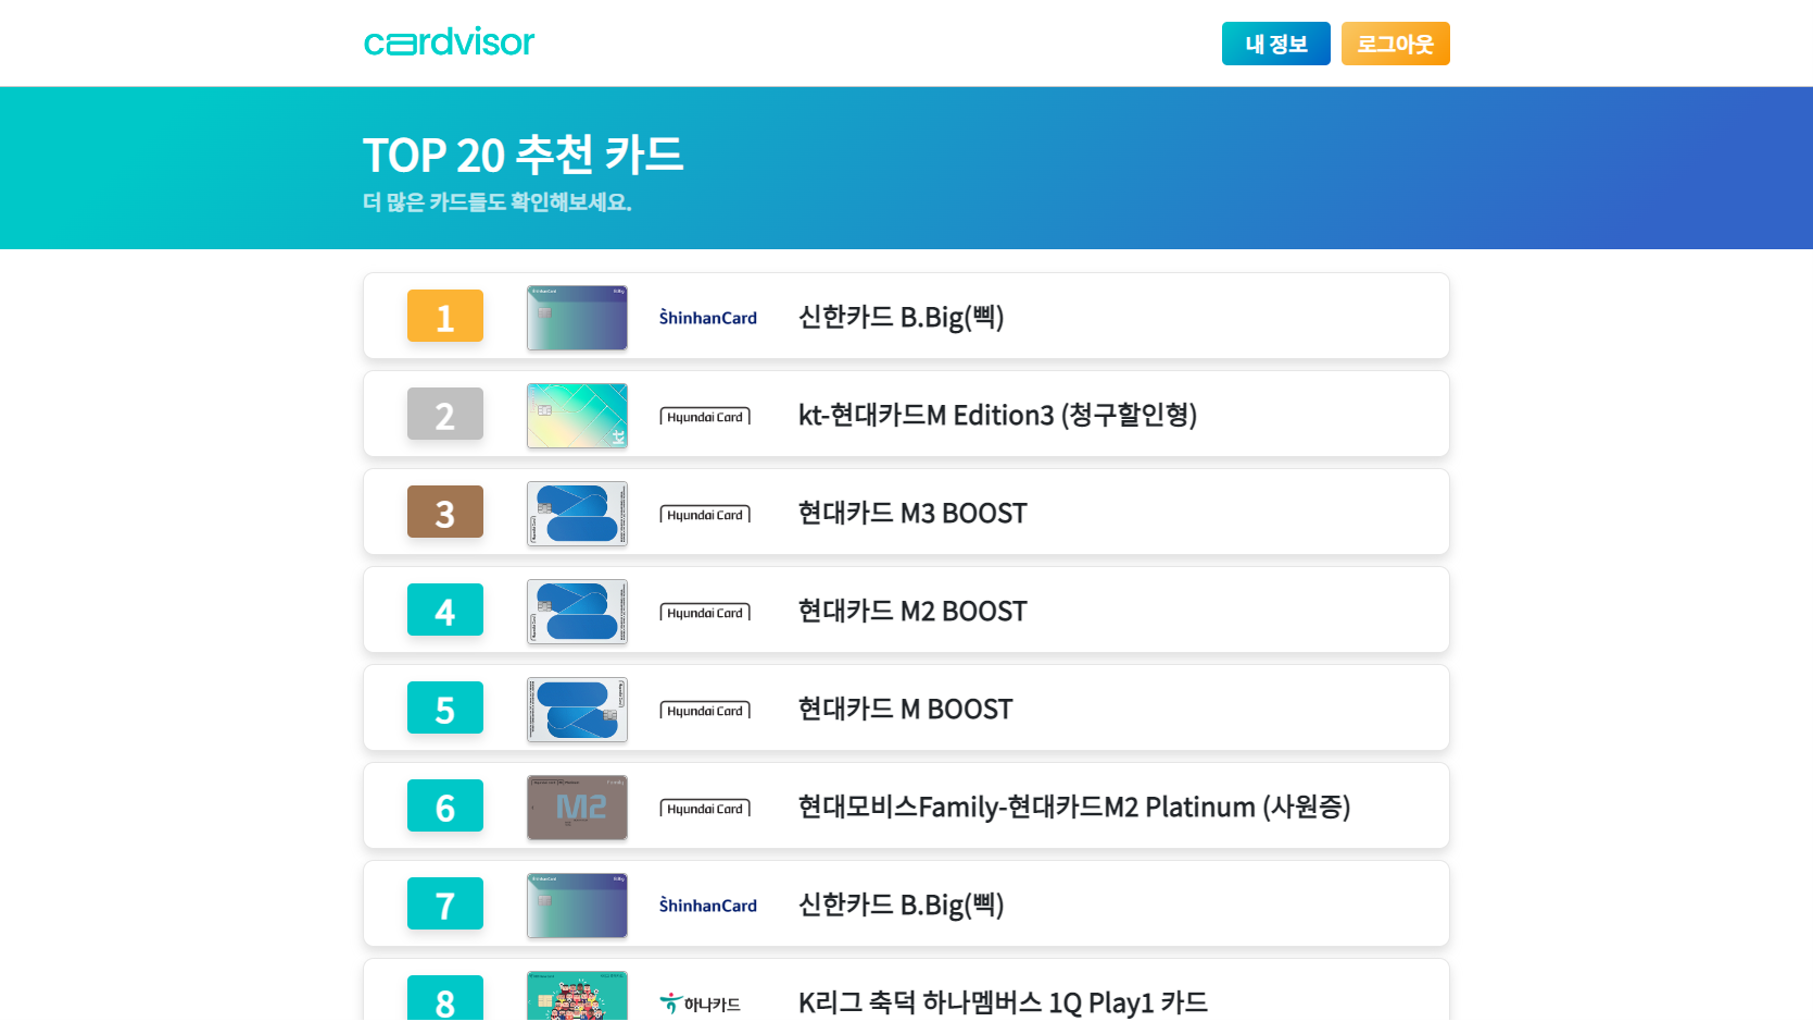 cardvisor
내 정보
로그아웃
TOP 20 추천 카드
더 많은 카드들도 확인해보세요.
1
ShinhanCard
신한카드 B.Big(삑)
2
kt
Hyundai Card
kt-현대카드M Edition3 (청구할인형)
3
Hyundai Card
현대카드 M3 BOOST
4
Hyundai Card
현대카드 M2 BOOST
5
Hyundai Card
현대카드 M BOOST
6
M2
Hyundai Card
현대모비스Family-현대카드M2 Platinum (사원증)
7
ShinhanCard
신한카드 B.Big(삑)
8
하나카드
K리그 축덕 하나멤버스 1Q Play1 카드